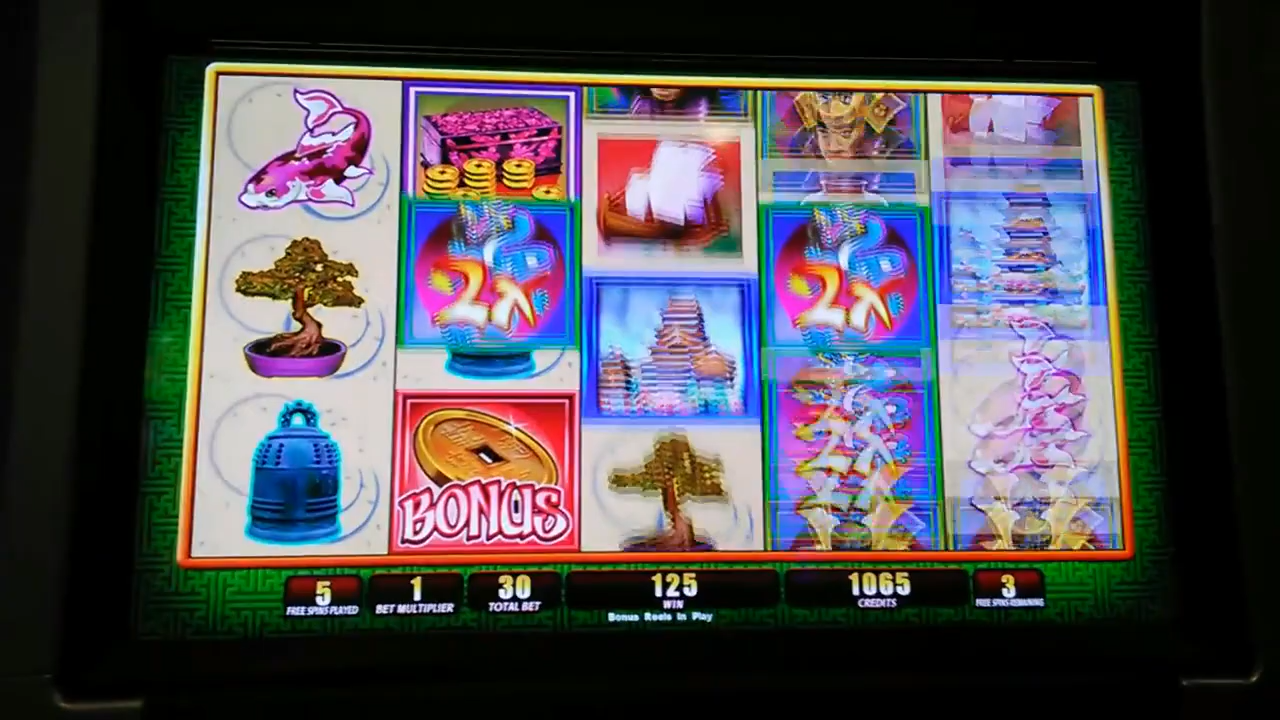 2x
2x
BONUS
5
1
30
125
1065
3
FREE SPINS PLAYED
BET MULTIPLIER
TOTAL BET
WIN
CREDITS
FREE SPINS REMAINING
Bonus Reels In Play